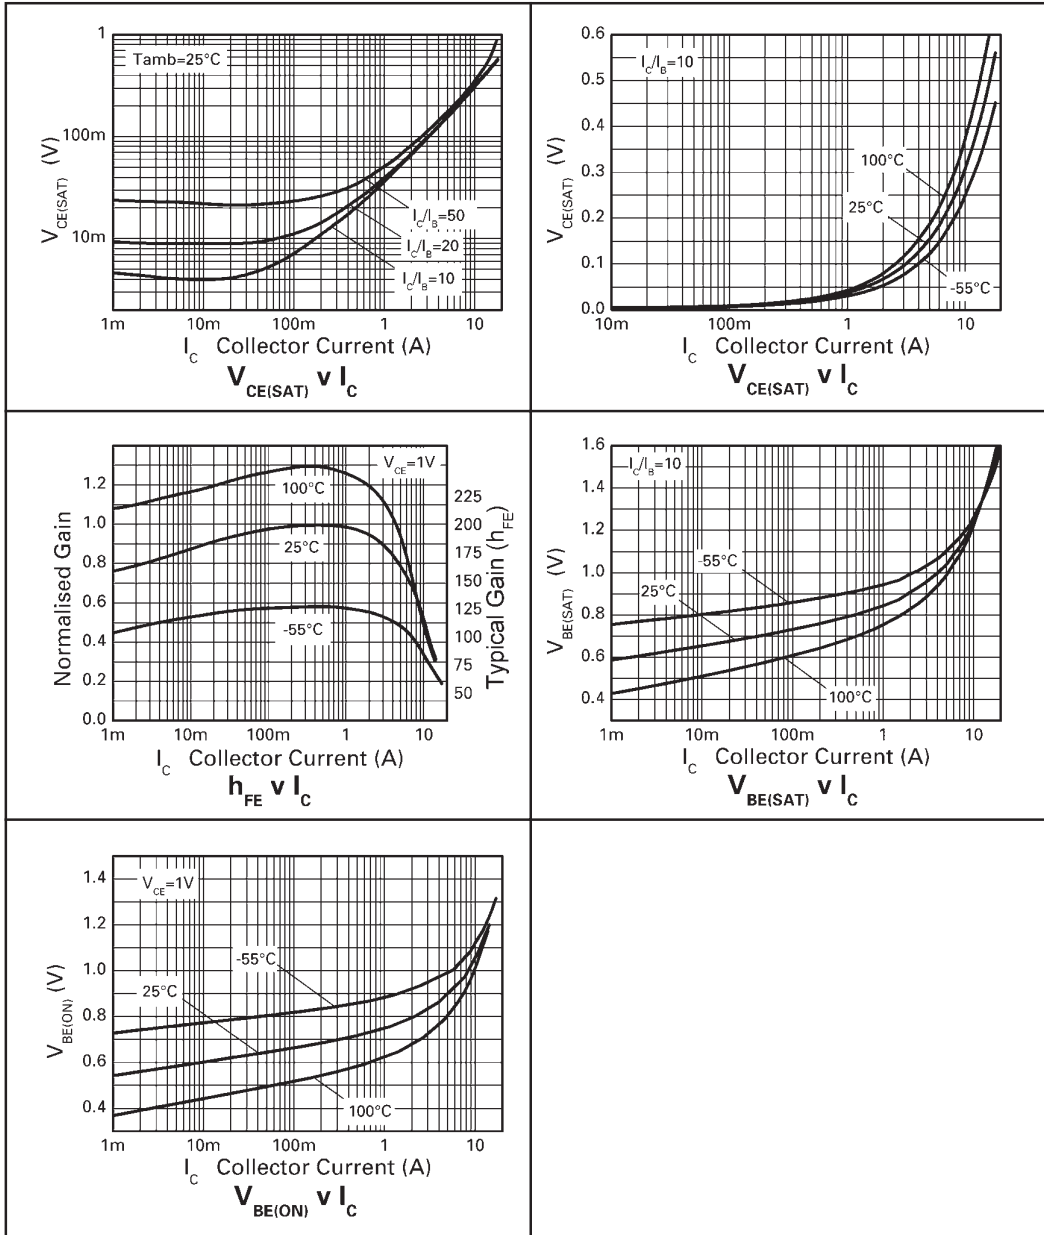 1
Tamb=25°C
100m
10m
V_CE(SAT) (V)
I_C/I_B=50
I_C/I_B=20
I_C/I_B=10
1m 10m 100m 1 10
I_C Collector Current (A)
V_CE(SAT) v I_C
0.6
I_C/I_B=10
0.5
0.4
0.3
0.2
0.1
0.0
V_CE(SAT) (V)
100°C
25°C
-55°C
10m 100m 1 10
I_C Collector Current (A)
V_CE(SAT) v I_C
V_CE=1V
1.2
1.0
0.8
0.6
0.4
0.2
0.0
Normalised Gain
100°C
25°C
-55°C
225
200
175
150
125
100
75
50
Typical Gain (h_FE)
1m 10m 100m 1 10
I_C Collector Current (A)
h_FE v I_C
1.6
I_C/I_B=10
1.4
1.2
1.0
0.8
0.6
0.4
V_BE(SAT) (V)
-55°C
25°C
100°C
1m 10m 100m 1 10
I_C Collector Current (A)
V_BE(SAT) v I_C
1.4
V_CE=1V
1.2
1.0
0.8
0.6
0.4
V_BE(ON) (V)
-55°C
25°C
100°C
1m 10m 100m 1 10
I_C Collector Current (A)
V_BE(ON) v I_C